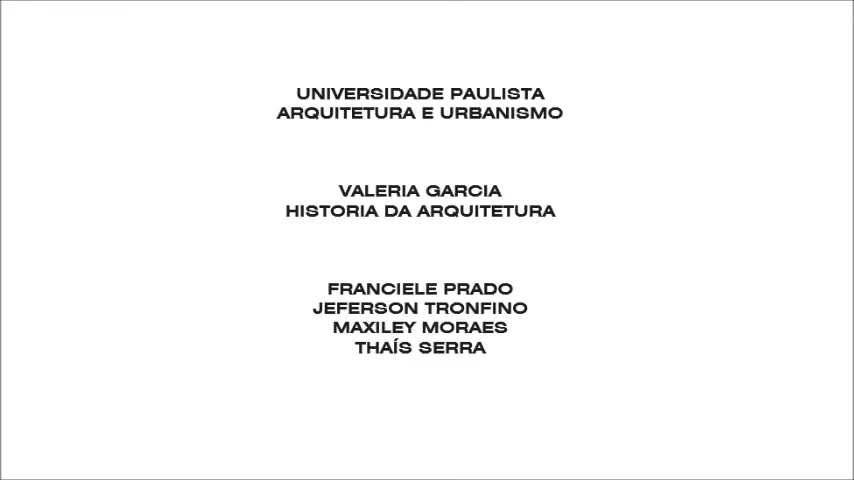 UNIVERSIDADE PAULISTA
ARQUITETURA E URBANISMO
VALERIA GARCIA
HISTORIA DA ARQUITETURA
FRANCIELE PRADO
JEFERSON TRONFINO
MAXILEY MORAES
THAÍS SERRA